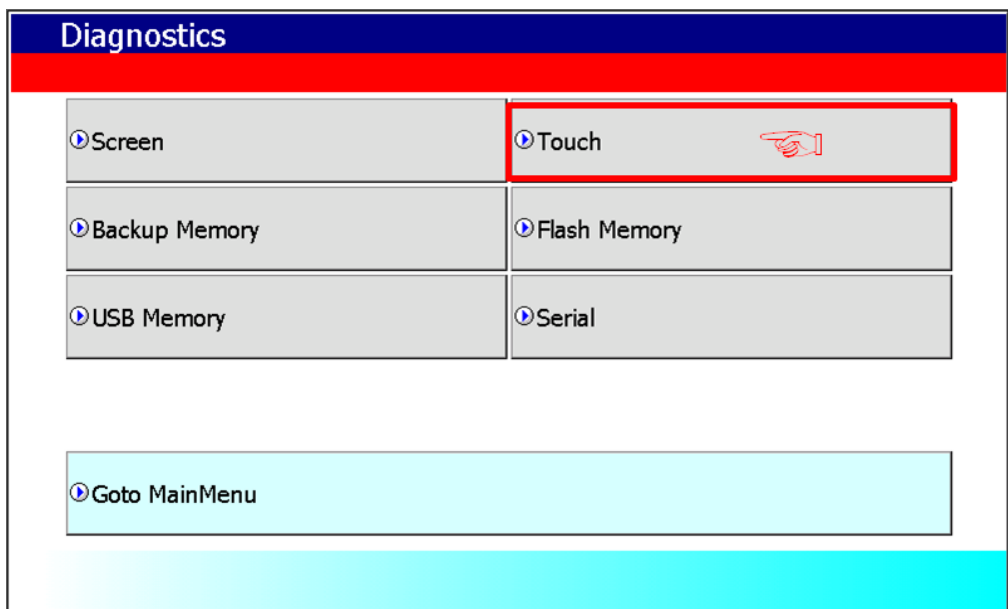 Diagnostics
Screen
Touch
Backup Memory
Flash Memory
USB Memory
Serial
Goto MainMenu